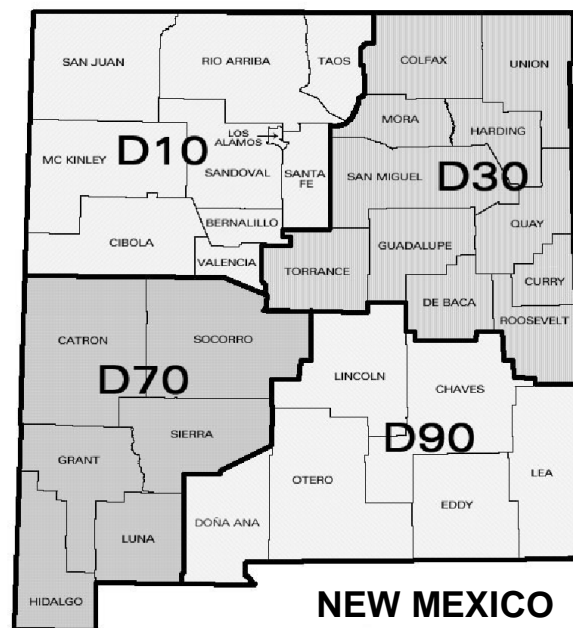 SAN JUAN
RIO ARRIBA
TAOS
COLFAX
UNION
MORA
HARDING
LOS
ALAMOS
MC KINLEY
D10
SANDOVAL
SANTA
FE
SAN MIGUEL
D30
BERNALILLO
QUAY
CIBOLA
GUADALUPE
VALENCIA
TORRANCE
CURRY
DE BACA
ROOSEVELT
CATRON
SOCORRO
D70
LINCOLN
CHAVES
SIERRA
D90
GRANT
OTERO
LEA
EDDY
DOÑA ANA
LUNA
HIDALGO
NEW MEXICO